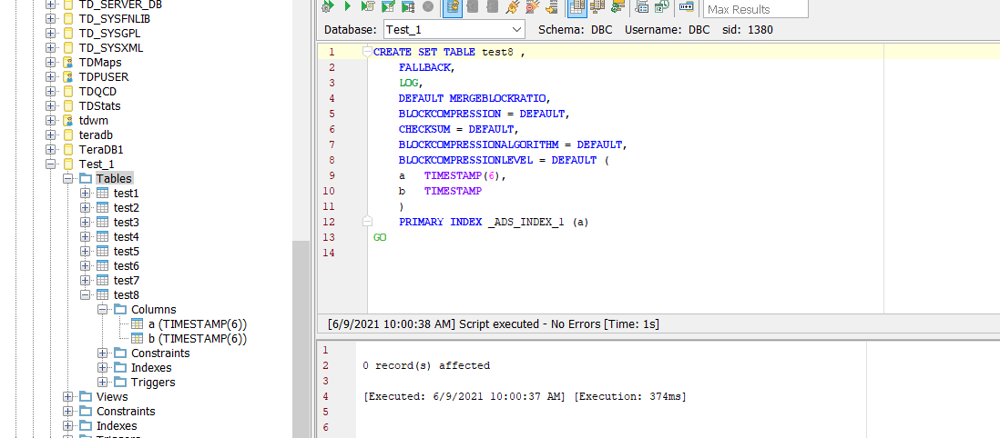 TD_SERVER_DB
TD_SYSFNLIB
TD_SYSGPL
TD_SYSXML
TDMaps
TDPUSER
TDQCD
TDStats
tdwm
teradb
TeraDB1
Test_1
Tables
test1
test2
test3
test4
test5
test6
test7
test8
Columns
a (TIMESTAMP(6))
b (TIMESTAMP(6))
Constraints
Indexes
Triggers
Views
Constraints
Indexes
Triggers
Max Results
Database: Test_1 Schema: DBC Username: DBC sid: 1380
1 CREATE SET TABLE test8 ,
2 FALLBACK,
3 LOG,
4 DEFAULT MERGEBLOCKRATIO,
5 BLOCKCOMPRESSION = DEFAULT,
6 CHECKSUM = DEFAULT,
7 BLOCKCOMPRESSIONALGORITHM = DEFAULT,
8 BLOCKCOMPRESSIONLEVEL = DEFAULT (
9 a TIMESTAMP(6),
10 b TIMESTAMP
11 )
12 PRIMARY INDEX _ADS_INDEX_1 (a)
13 GO
14
[6/9/2021 10:00:38 AM] Script executed - No Errors [Time: 1s]
1
2 0 record(s) affected
3
4 [Executed: 6/9/2021 10:00:37 AM] [Execution: 374ms]
5
6